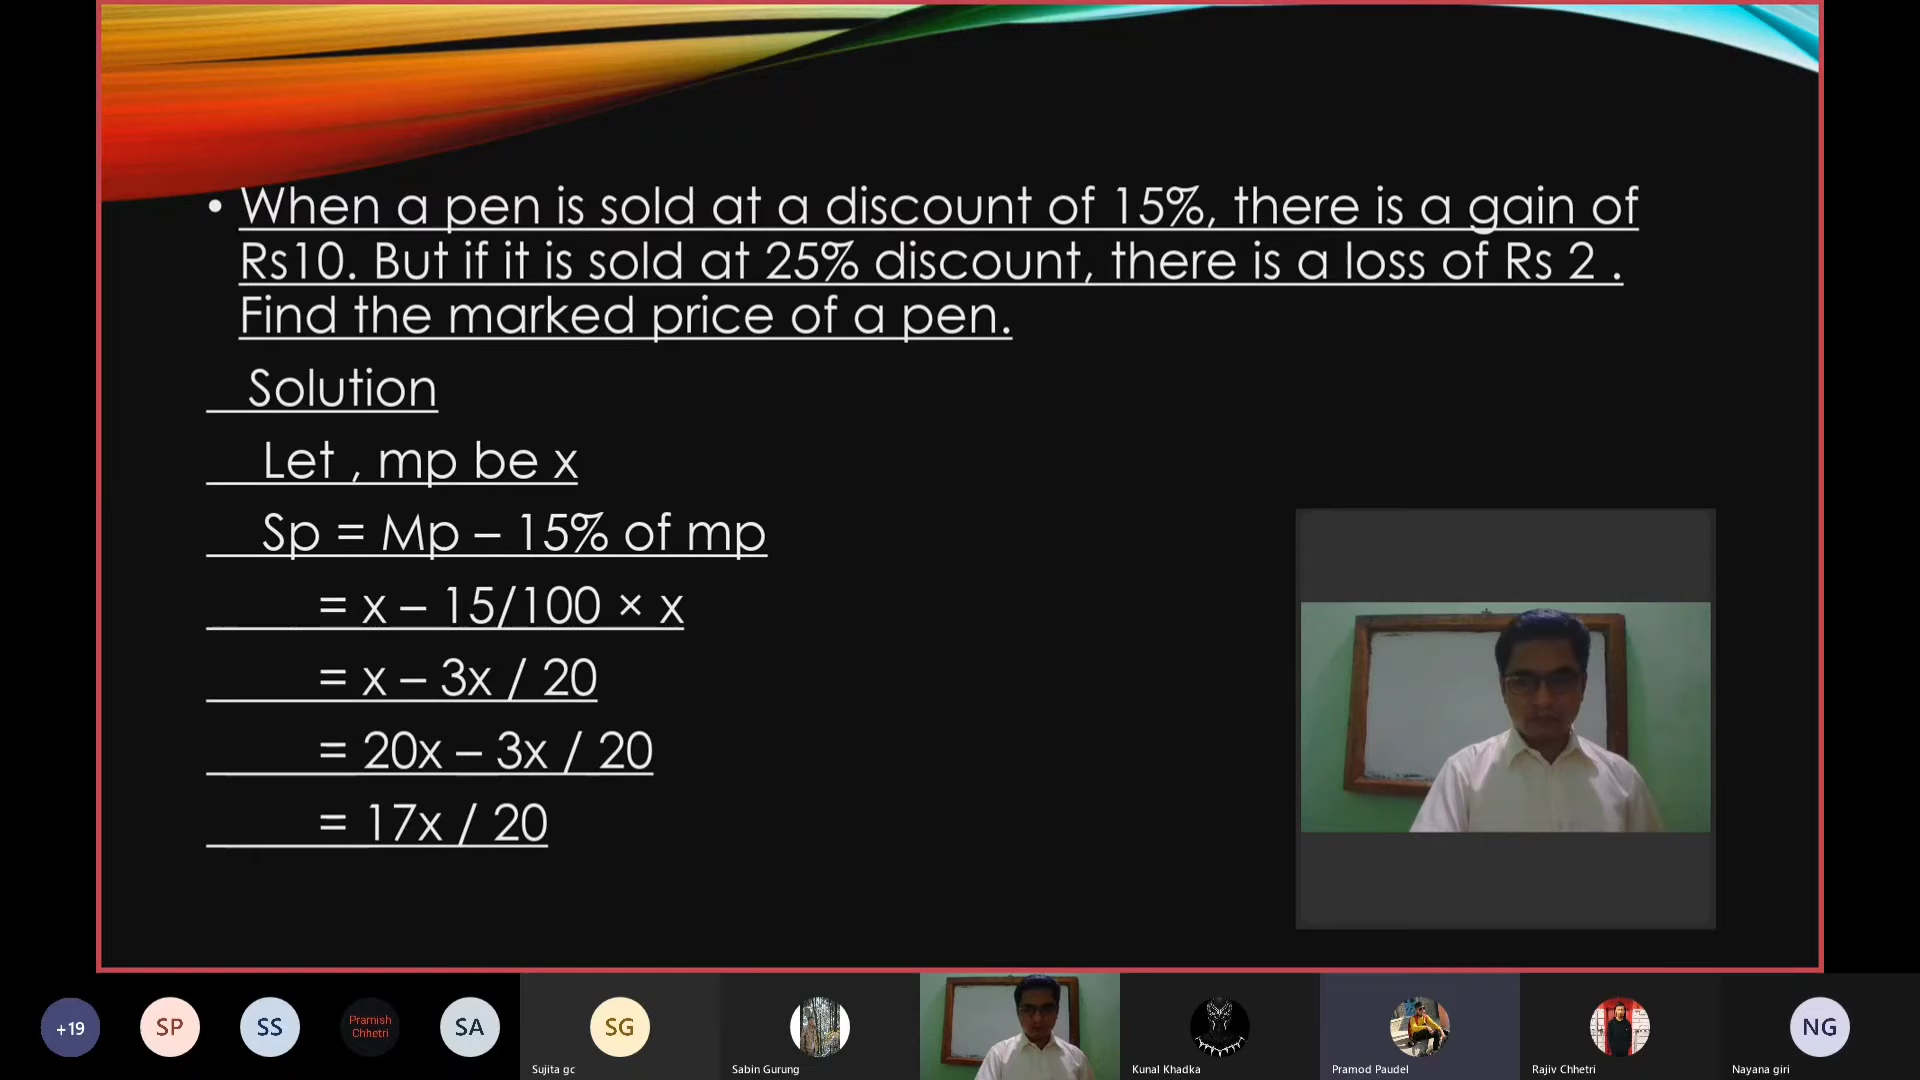 • When a pen is sold at a discount of 15%, there is a gain of
Rs10. But if it is sold at 25% discount, there is a loss of Rs 2 .
Find the marked price of a pen.
Solution
Let , mp be x
Sp = Mp – 15% of mp
= x – 15/100 × x
= x – 3x / 20
= 20x – 3x / 20
= 17x / 20
+19
SP
SS
Pramish
Chhetri
SA
SG
NG
Sujita gc
Sabin Gurung
Kunal Khadka
Pramod Paudel
Rajiv Chhetri
Nayana giri